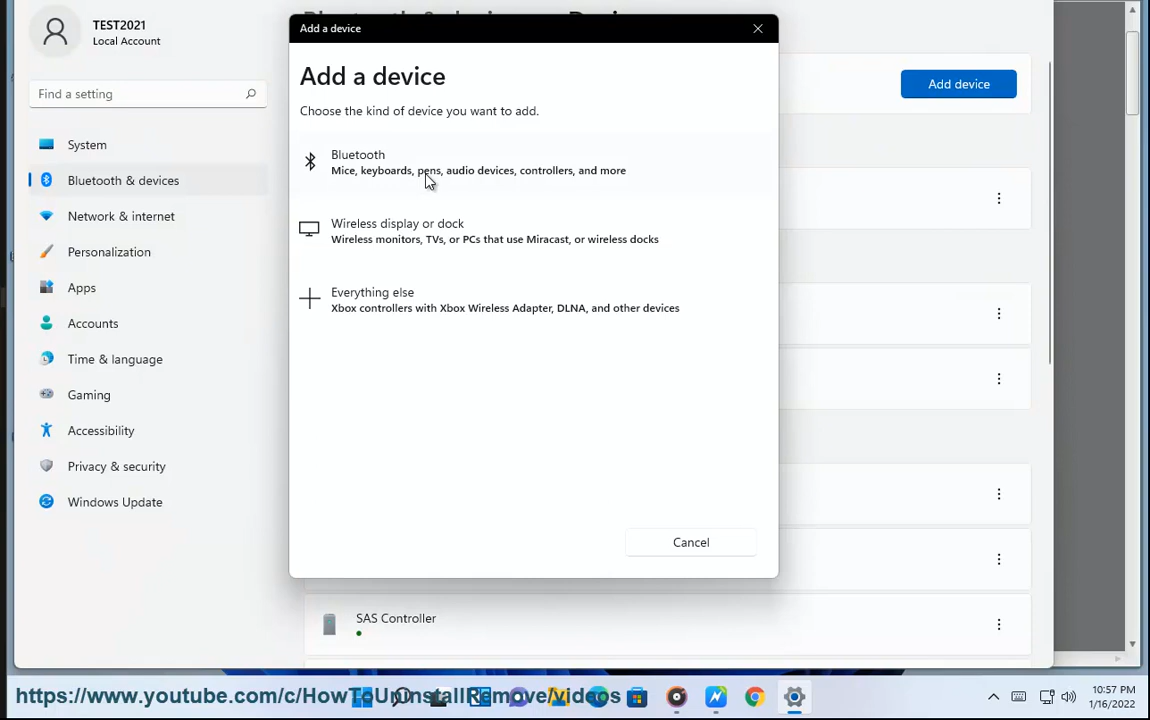 TEST2021
Local Account
Find a setting
System
Bluetooth & devices
Network & internet
Personalization
Apps
Accounts
Time & language
Gaming
Accessibility
Privacy & security
Windows Update
Add a device
Add a device
Choose the kind of device you want to add.
Bluetooth
Mice, keyboards, pens, audio devices, controllers, and more
Wireless display or dock
Wireless monitors, TVs, or PCs that use Miracast, or wireless docks
Everything else
Xbox controllers with Xbox Wireless Adapter, DLNA, and other devices
Cancel
Add device
SAS Controller
https://www.youtube.com/c/HowToUninstallRemove/videos
10:57 PM
1/16/2022